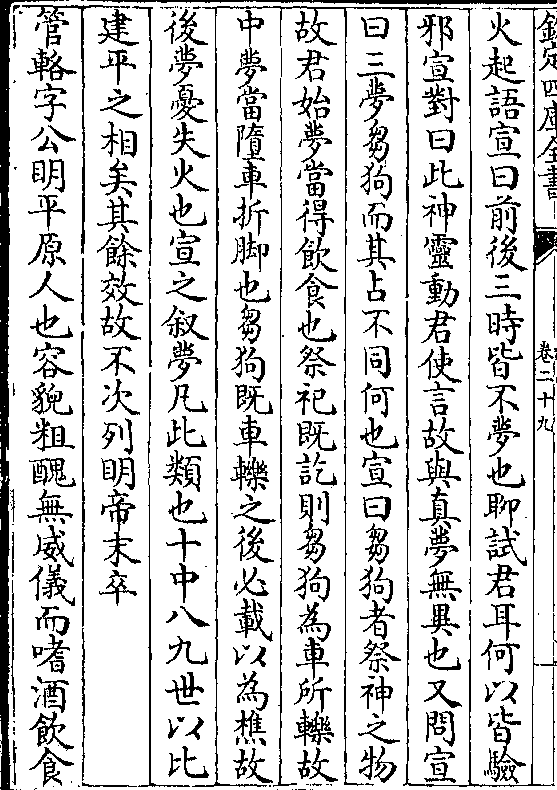 欽定四庫全書
卷二十九
火起語宣曰前後三時皆不夢也聊試君耳何以皆驗
邪宣對曰此神靈動君使言故與真夢無異也又問宣
曰三夢芻狗而其占不同何也宣曰芻狗者祭神之物
故君始夢當得飲食也祭祀既訖則芻狗為車所轢故
中夢當墮車折脚也芻狗既車轢之後必載以為樵故
後夢憂失火也宣之叙夢凡此類也十中八九世以比
建平之相矣其餘效故不次列明帝末卒
管輅字公明平原人也容貌粗醜無威儀而嗜酒飲食